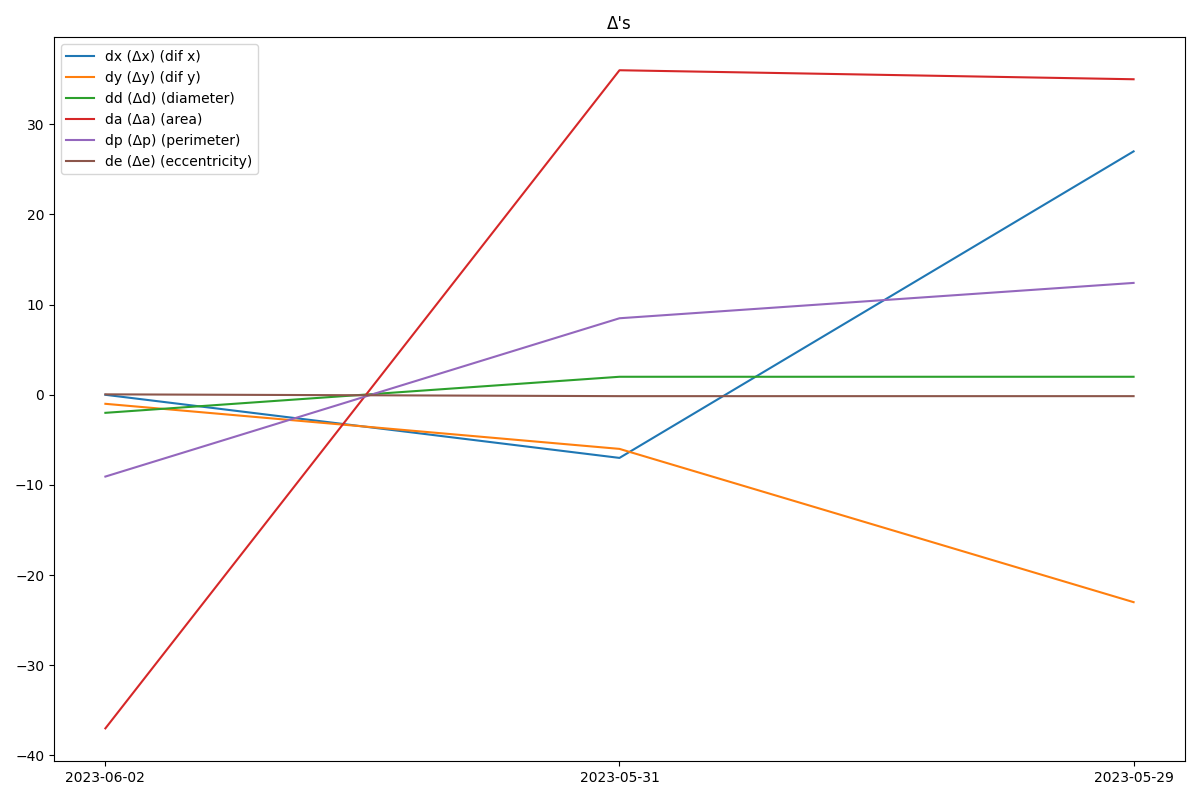 Δ's
dx (Δx) (dif x)
dy (Δy) (dif y)
dd (Δd) (diameter)
da (Δa) (area)
dp (Δp) (perimeter)
de (Δe) (eccentricity)
30
20
10
0
−10
−20
−30
−40
2023-06-02 2023-05-31 2023-05-29